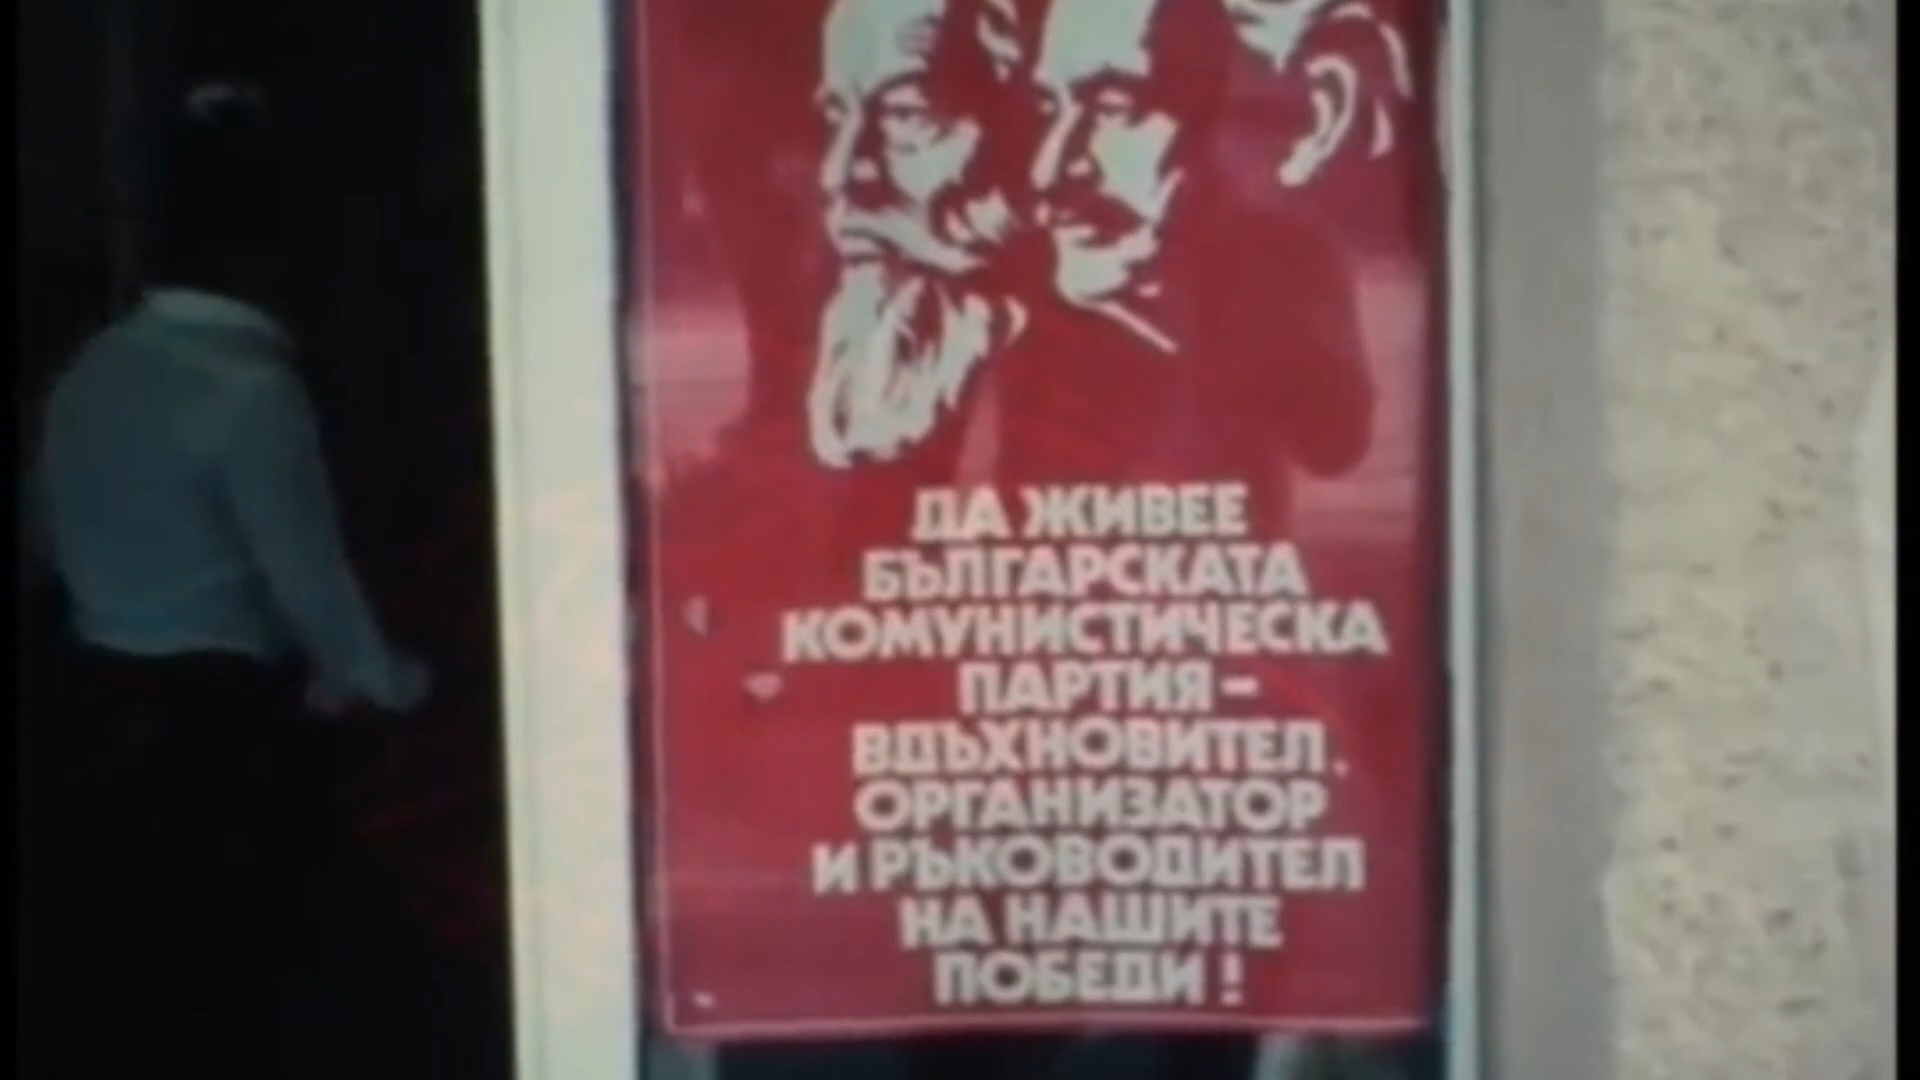 ДА ЖИВЕЕ
БЪЛГАРСКАТА
КОМУНИСТИЧЕСКА
ПАРТИЯ –
ВДЪХНОВИТЕЛ,
ОРГАНИЗАТОР
И РЪКОВОДИТЕЛ
НА НАШИТЕ
ПОБЕДИ!